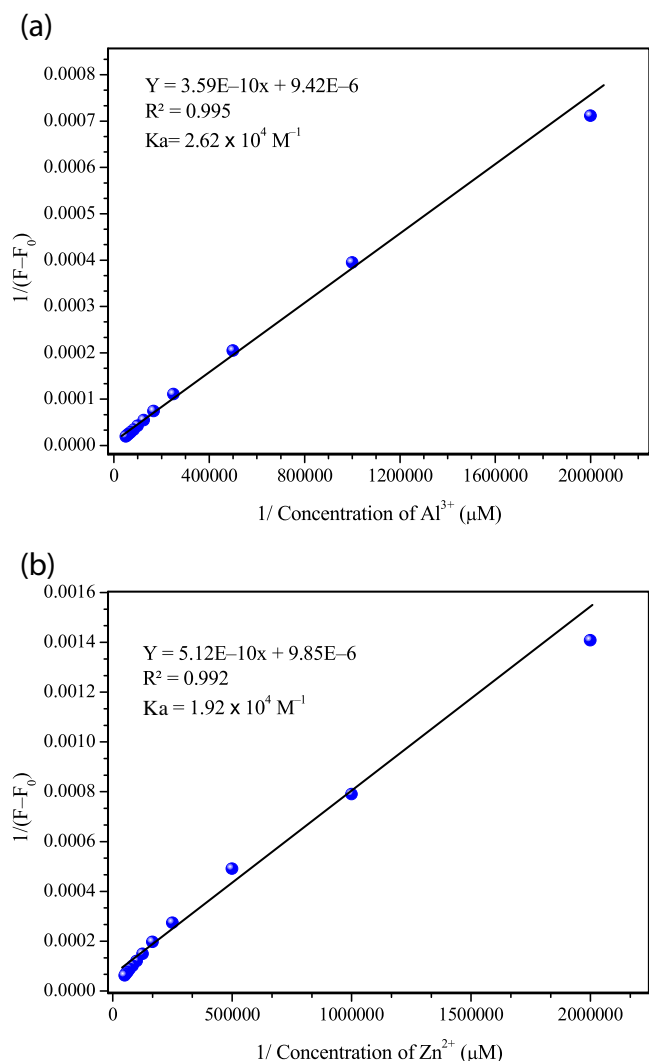 (a)
0.0008
0.0007
0.0006
0.0004
0.0003
0.0002
0.0001
0.0000
1/(F–F₀)
Y = 3.59E–10x + 9.42E–6
R² = 0.995
Ka= 2.62 x 10⁴ M⁻¹
0 400000 800000 1200000 1600000 2000000
1/ Concentration of Al³⁺ (μM)
(b)
0.0016
0.0014
0.0012
0.0010
0.0008
0.0006
0.0004
0.0002
0.0000
1/(F–F₀)
Y = 5.12E–10x + 9.85E–6
R² = 0.992
Ka = 1.92 x 10⁴ M⁻¹
0 500000 1000000 1500000 2000000
1/ Concentration of Zn²⁺ (μM)